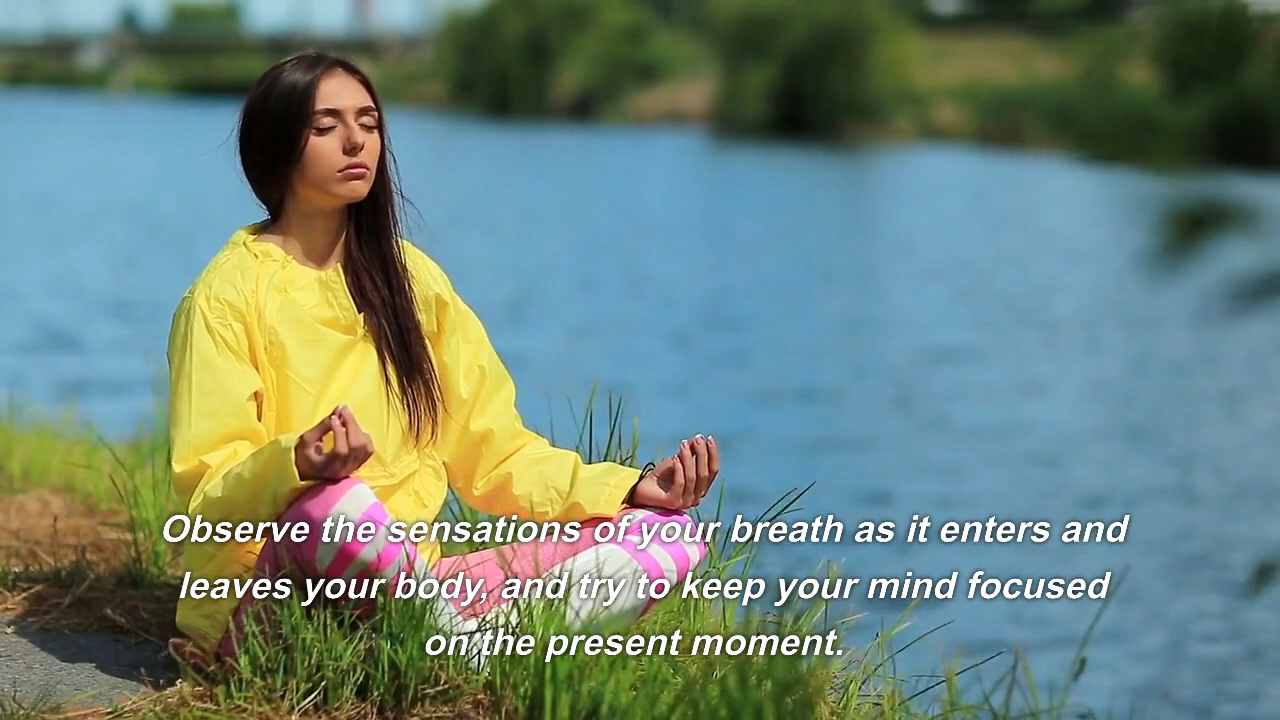 Observe the sensations of your breath as it enters and
leaves your body, and try to keep your mind focused
on the present moment.